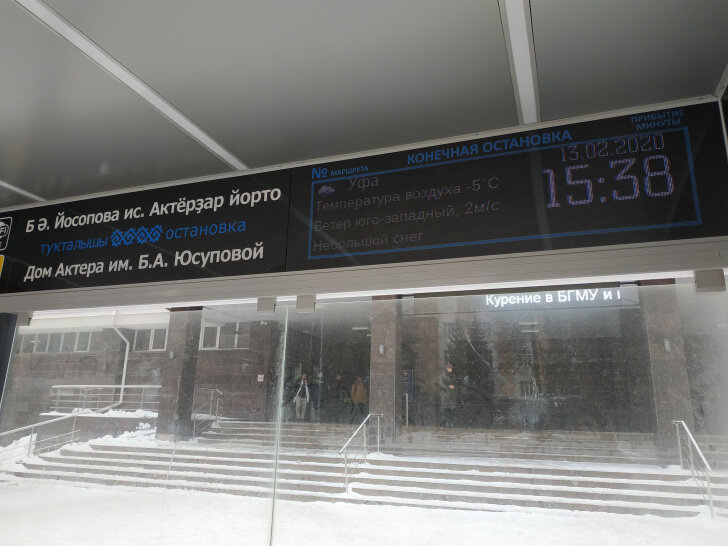 Б.Ә. Йосопова ис. Актёрҙар йорто
тукталышы остановка
Дом Актера им. Б.А. Юсуповой
№ МАРШРУТА
КОНЕЧНАЯ ОСТАНОВКА
ПРИБЫТИЕ
МИНУТЫ
Уфа
Температура воздуха -5°C
Ветер юго-западный, 2м/с
Небольшой снег
13.02.2020
15:38
Курение в БГМУ и